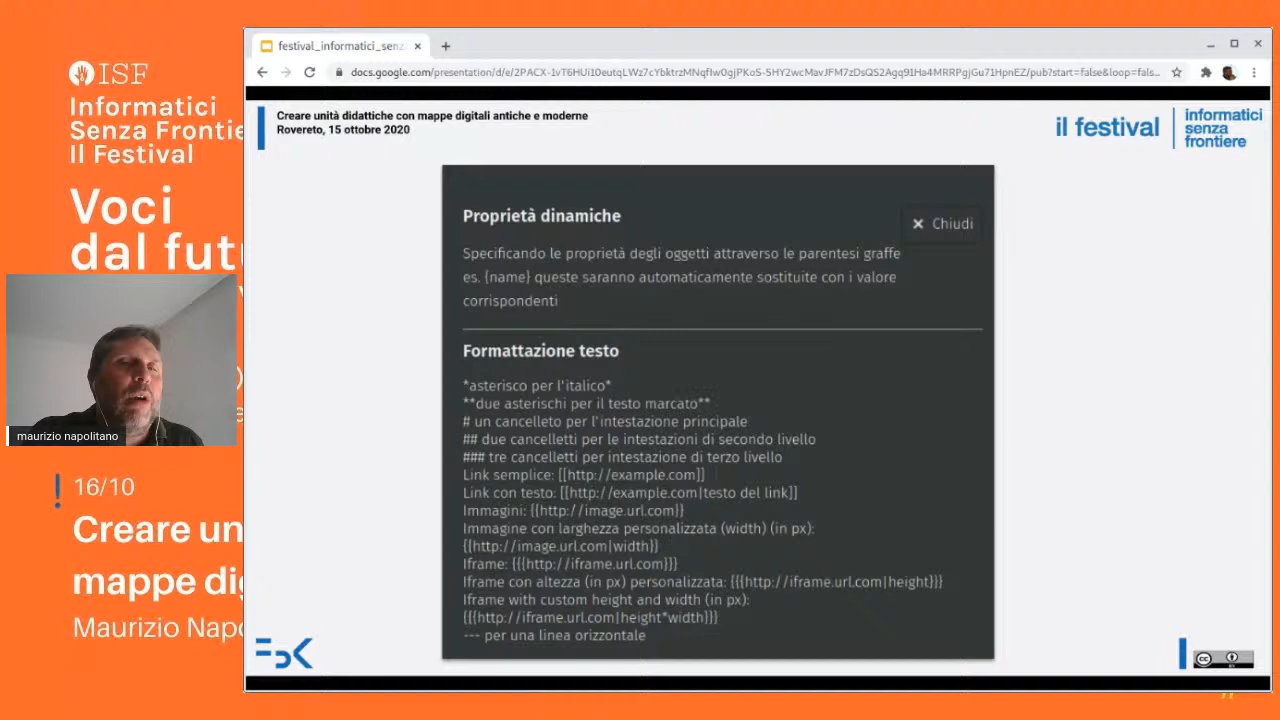 ISF
Informatici
Senza Frontie
Il Festival
Voci
dal fut
maurizio napolitano
16/10
Creare un
mappe di
Maurizio Nap
festival_informatici_senz
docs.google.com/presentation/d/e/2PACX-1vT6HUi10eutqLWz7cYbktrzMNqfIw0gjPKoS-5HY2wcMavJFM7zDsQS2Agq91Ha4MRRPgjGu71HpnEZ/pub?start=false&loop=fals...
Creare unità didattiche con mappe digitali antiche e moderne
Rovereto, 15 ottobre 2020
il festival
informatici
senza
frontiere
Proprietà dinamiche
Chiudi
Specificando le proprietà degli oggetti attraverso le parentesi graffe
es. {name} queste saranno automaticamente sostituite con i valore
corrispondenti
Formattazione testo
*asterisco per l'italico*
**due asterischi per il testo marcato**
# un cancelleto per l'intestazione principale
## due cancelletti per le intestazioni di secondo livello
### tre cancelletti per intestazione di terzo livello
Link semplice: [[http://example.com]]
Link con testo: [[http://example.com|testo del link]]
Immagini: {{http://image.url.com}}
Immagine con larghezza personalizzata (width) (in px):
{{http://image.url.com|width}}
Iframe: {{{http://iframe.url.com}}}
Iframe con altezza (in px) personalizzata: {{{http://iframe.url.com|height}}}
Iframe with custom height and width (in px):
{{{http://iframe.url.com|height*width}}}
--- per una linea orizzontale
FBK
cc
BY